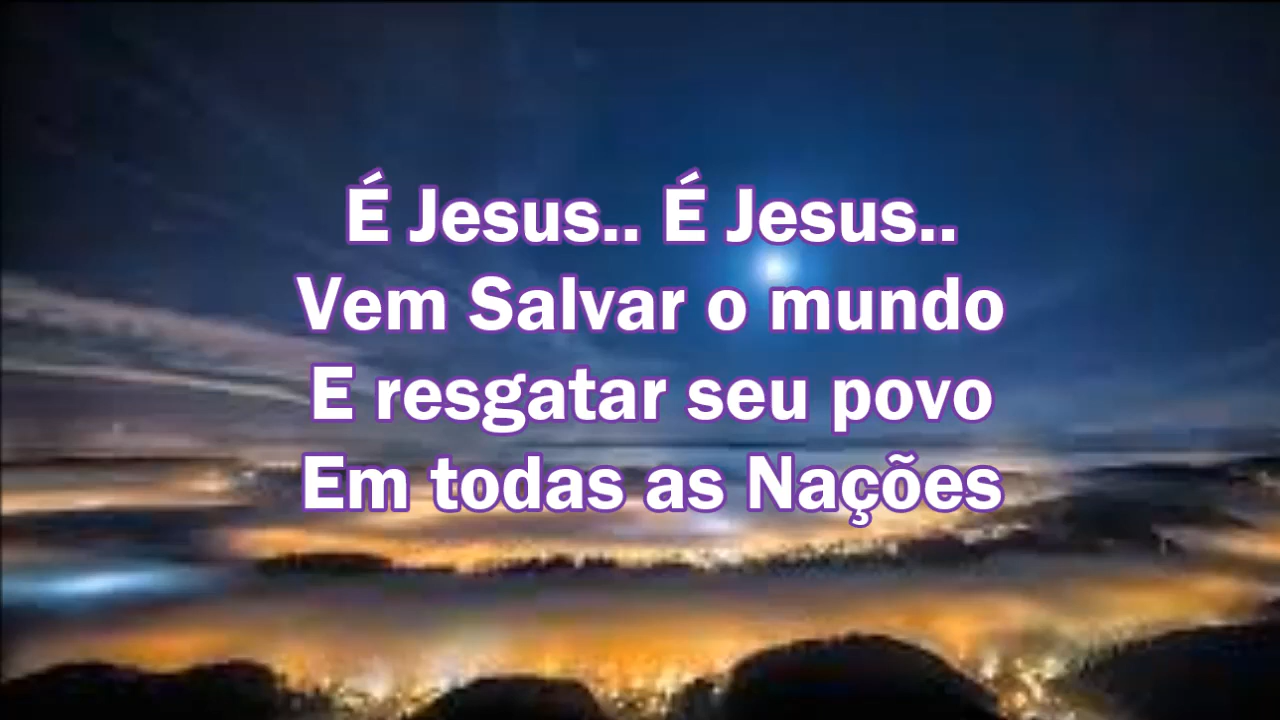 É Jesus.. É Jesus..
Vem Salvar o mundo
E resgatar seu povo
Em todas as Nações